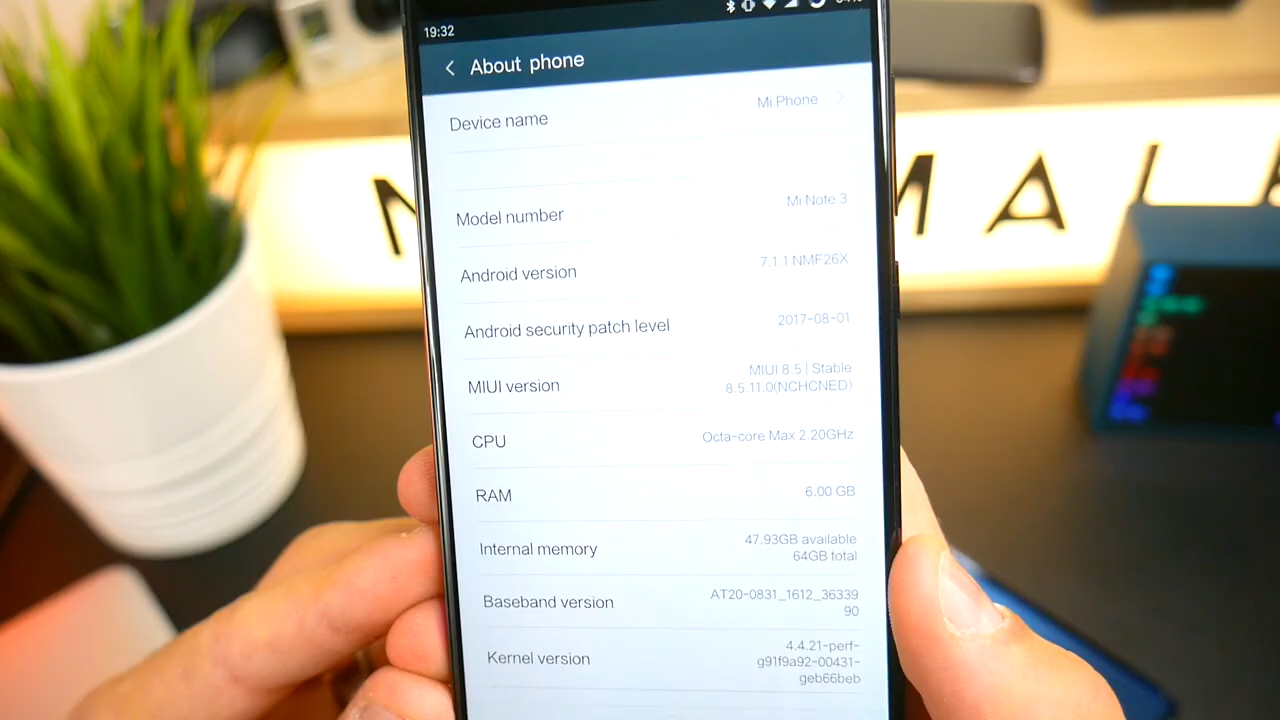 19:32
About phone
Device name
Mi Phone
Model number
Mi Note 3
Android version
7.1.1 NMF26X
Android security patch level
2017-08-01
MIUI version
MIUI 8.5 | Stable
8.5.11.0(NCHCNED)
CPU
Octa-core Max 2.20GHz
RAM
6.00 GB
Internal memory
47.93GB available
64GB total
Baseband version
AT20-0831_1612_36339
90
Kernel version
4.4.21-perf-
g91f9a92-00431-
geb66beb
MAL